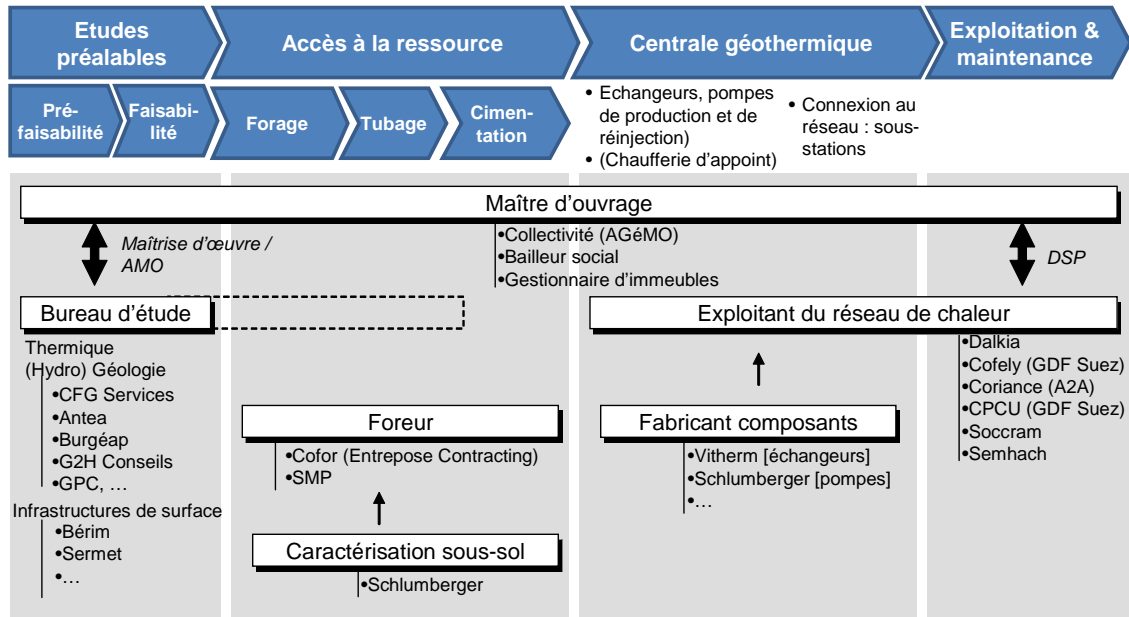 Etudes
préalables
Accès à la ressource
Centrale géothermique
Exploitation &
maintenance
Pré-
faisabilité
Faisabi-
lité
Forage
Tubage
Cimen-
tation
• Echangeurs, pompes
de production et de
réinjection)
• (Chaufferie d'appoint)
• Connexion au
réseau : sous-
stations
Maître d'ouvrage
•Collectivité (AGéMO)
•Bailleur social
•Gestionnaire d'immeubles
Maîtrise d'œuvre /
AMO
DSP
Bureau d'étude
Thermique
(Hydro) Géologie
•CFG Services
•Antea
•Burgéap
•G2H Conseils
•GPC, …
Infrastructures de surface
•Bérim
•Sermet
•…
Foreur
•Cofor (Entrepose Contracting)
•SMP
Caractérisation sous-sol
•Schlumberger
Exploitant du réseau de chaleur
•Dalkia
•Cofely (GDF Suez)
•Coriance (A2A)
•CPCU (GDF Suez)
•Soccram
•Semhach
Fabricant composants
•Vitherm [échangeurs]
•Schlumberger [pompes]
•…